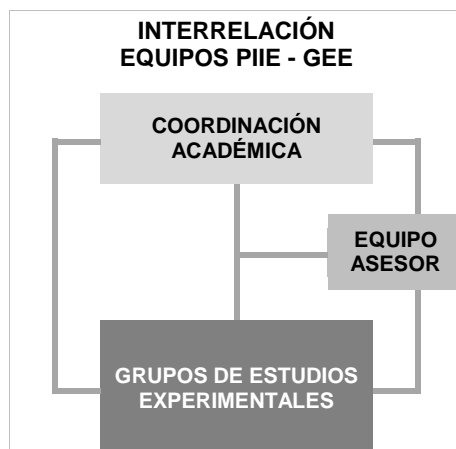 INTERRELACIÓN
EQUIPOS PIIE - GEE
COORDINACIÓN
ACADÉMICA
EQUIPO
ASESOR
GRUPOS DE ESTUDIOS
EXPERIMENTALES